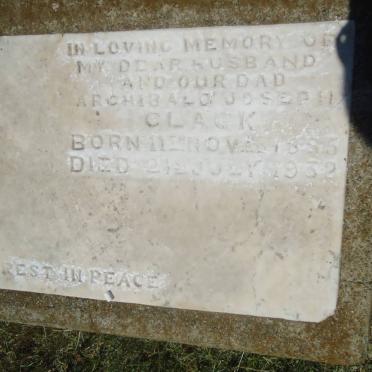 IN LOVING MEMORY OF
MY DEAR HUSBAND
AND OUR DAD
ARCHIBALD JOSEPH
CLACK
BORN 11TH NOV.
DIED 21ST JULY 1932
REST IN PEACE